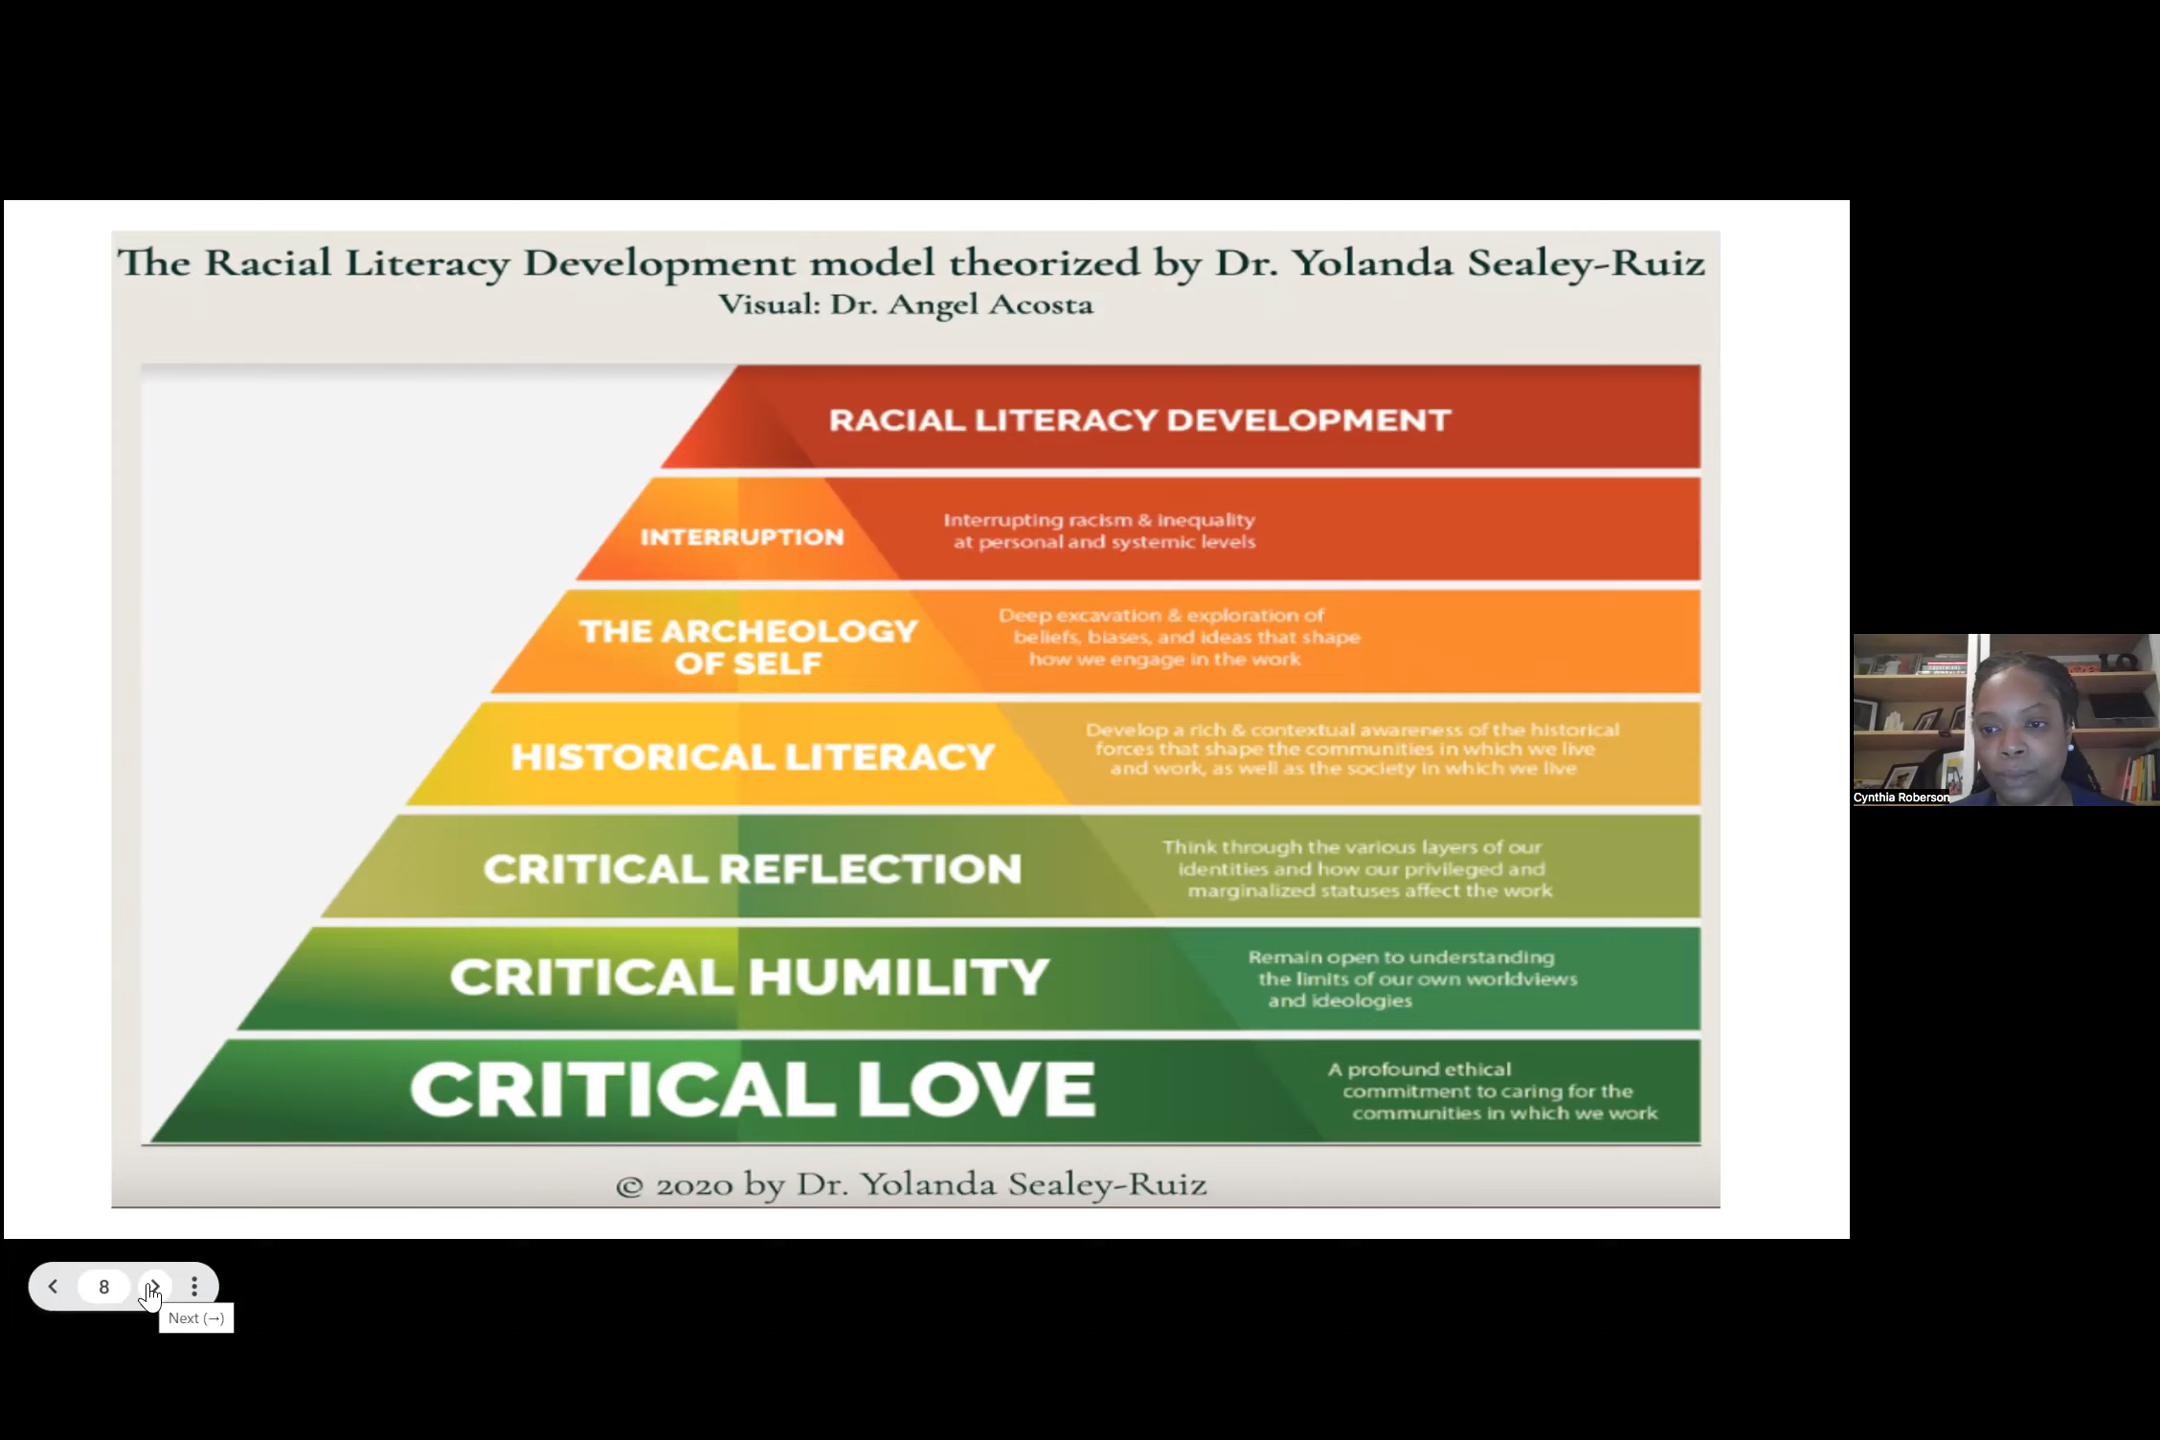 The Racial Literacy Development model theorized by Dr. Yolanda Sealey-Ruiz
Visual: Dr. Angel Acosta
RACIAL LITERACY DEVELOPMENT
INTERRUPTION
Interrupting racism & inequality
at personal and systemic levels
THE ARCHEOLOGY
OF SELF
Deep excavation & exploration of
beliefs, biases, and ideas that shape
how we engage in the work
HISTORICAL LITERACY
Develop a rich & contextual awareness of the historical
forces that shape the communities in which we live
and work, as well as the society in which we live
CRITICAL REFLECTION
Think through the various layers of our
identities and how our privileged and
marginalized statuses affect the work
CRITICAL HUMILITY
Remain open to understanding
the limits of our own worldviews
and ideologies
CRITICAL LOVE
A profound ethical
commitment to caring for the
communities in which we work
© 2020 by Dr. Yolanda Sealey-Ruiz
Cynthia Roberson
8
Next (→)